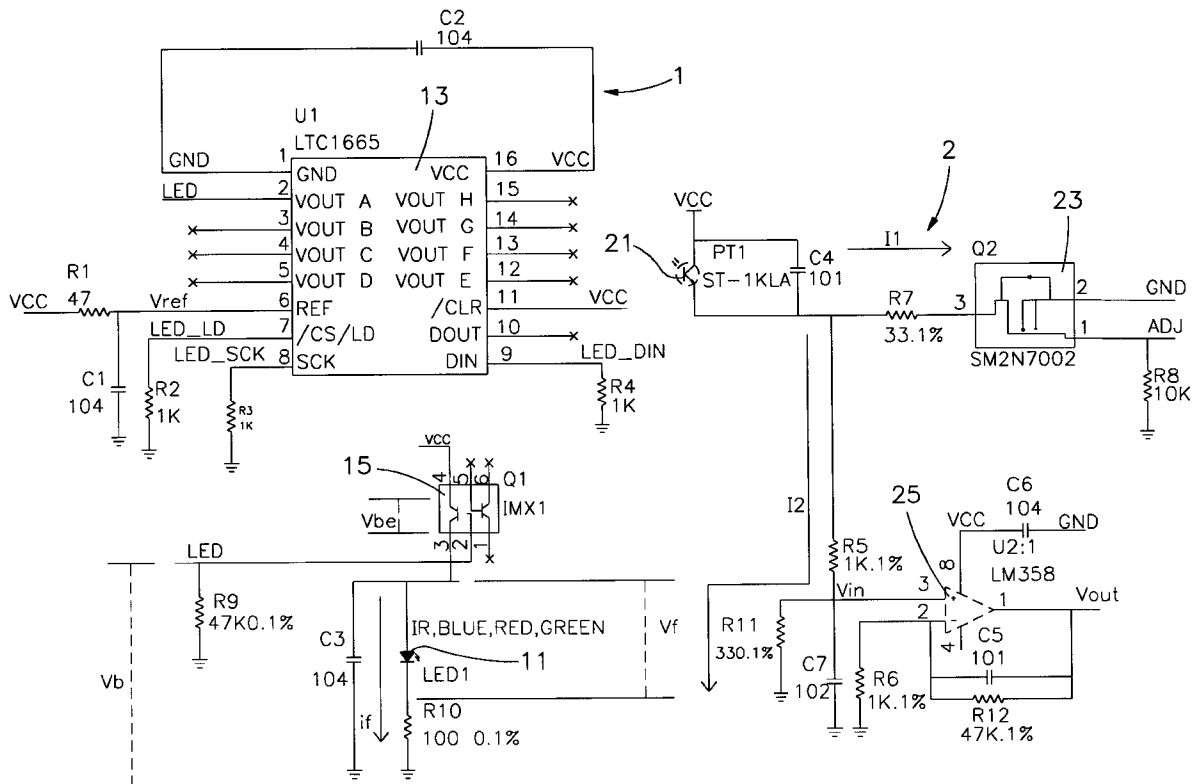 C2
104
1
U1
LTC1665
13
GND
1
GND
VCC
16
VCC
LED
2
VOUT A
VOUT H
15
3
VOUT B
VOUT G
14
4
VOUT C
VOUT F
13
5
VOUT D
VOUT E
12
R1
VCC
47
Vref
6
REF
/CLR
11
VCC
LED_LD
7
/CS/LD
DOUT
10
LED_SCK
8
SCK
DIN
9
LED_DIN
C1
104
R2
1K
R3
1K
R4
1K
2
VCC
21
PT1
ST-1KLA
C4
101
I1
Q2
23
R7
33.1%
3
2
GND
1
ADJ
SM2N7002
R8
10K
VCC
15
4
5
6
Q1
IMX1
Vbe
3
2
1
LED
R9
47K0.1%
Vb
C3
104
if
IR,BLUE,RED,GREEN
LED1
11
R10
100 0.1%
Vf
I2
R5
1K.1%
Vin
R11
330.1%
C7
102
25
VCC
C6
104
GND
8
U2:1
LM358
3
+
2
-
4
1
Vout
C5
101
R6
1K.1%
R12
47K.1%